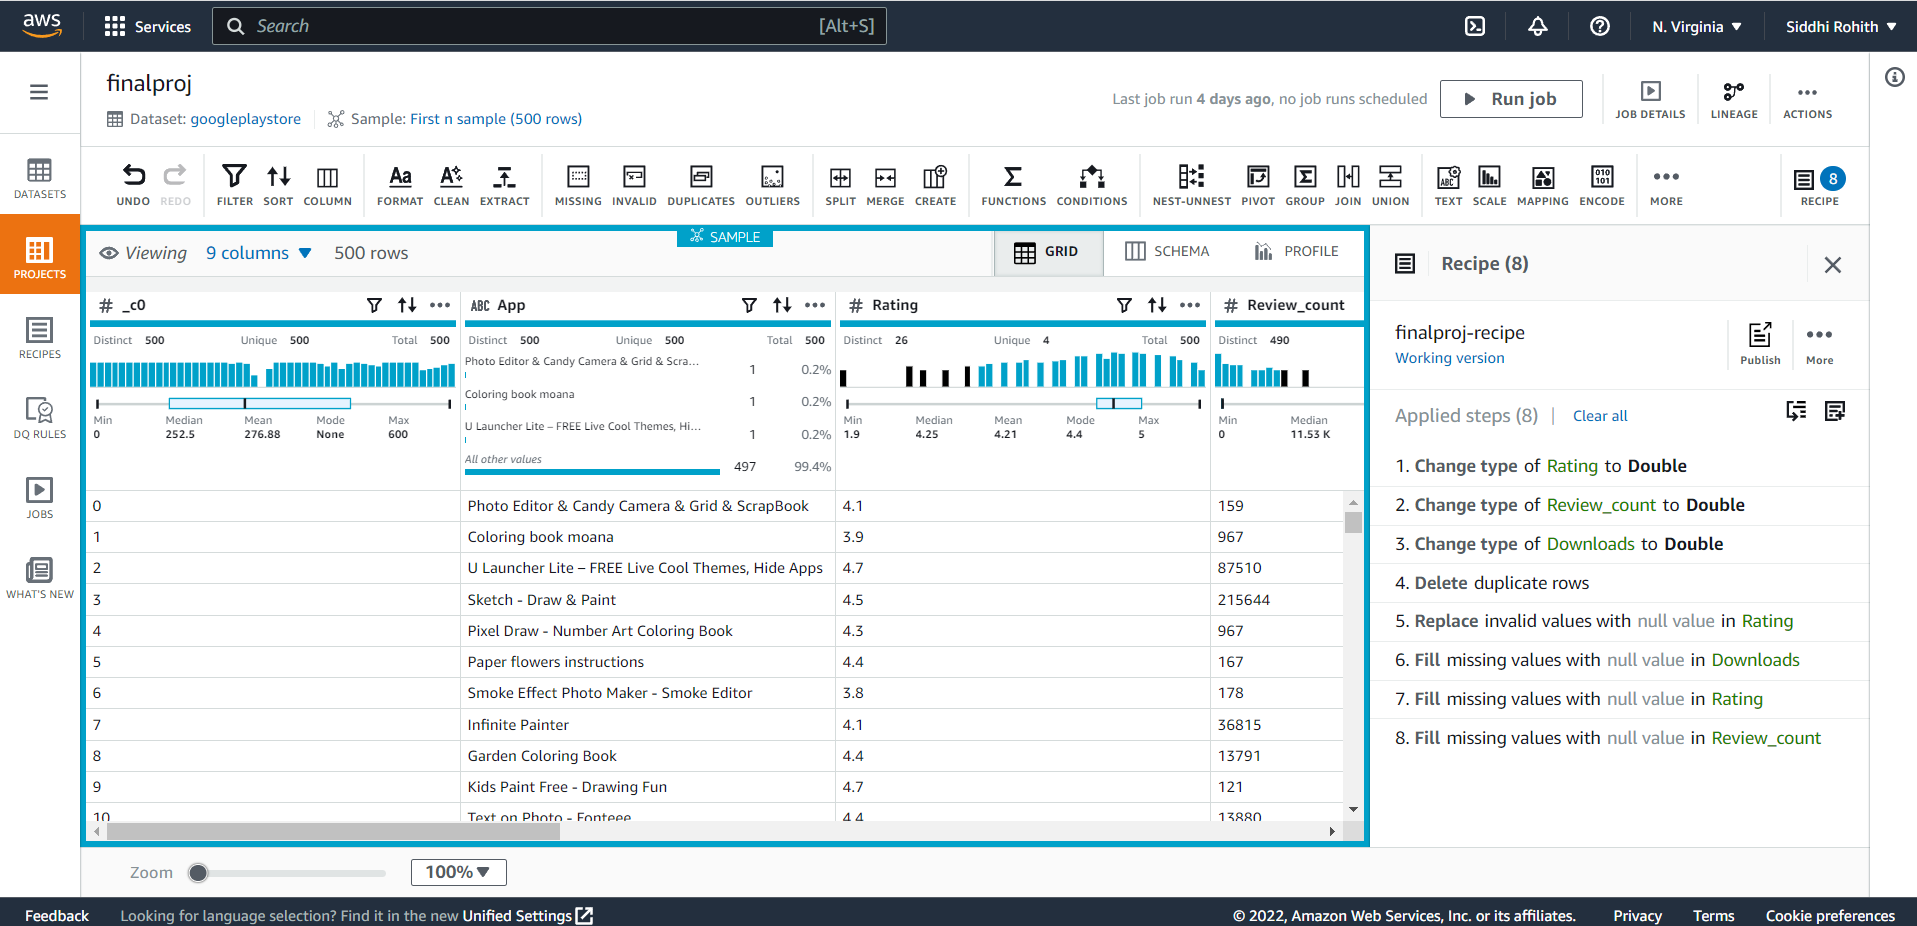 aws
Services
Search
[Alt+S]
N. Virginia ▼
Siddhi Rohith ▼
finalproj
Dataset: googleplaystore
Sample: First n sample (500 rows)
Last job run 4 days ago, no job runs scheduled
Run job
JOB DETAILS
LINEAGE
ACTIONS
DATASETS
PROJECTS
RECIPES
DQ RULES
JOBS
WHAT'S NEW
UNDO REDO FILTER SORT COLUMN FORMAT CLEAN EXTRACT MISSING INVALID DUPLICATES OUTLIERS SPLIT MERGE CREATE FUNCTIONS CONDITIONS NEST-UNNEST PIVOT GROUP JOIN UNION TEXT SCALE MAPPING ENCODE MORE
8
RECIPE
SAMPLE
Viewing 9 columns ▼ 500 rows
GRID SCHEMA PROFILE
# _c0
ABC App
# Rating
# Review_count
Distinct 500 Unique 500 Total 500
Distinct 500 Unique 500 Total 500
Distinct 26 Unique 4 Total 500
Distinct 490
Photo Editor & Candy Camera & Grid & Scra... 1 0.2%
Coloring book moana 1 0.2%
U Launcher Lite – FREE Live Cool Themes, Hi... 1 0.2%
All other values 497 99.4%
Min Median Mean Mode Max
0 252.5 276.88 None 600
Min Median Mean Mode Max
1.9 4.25 4.21 4.4 5
Min Median
0 11.53 K
0 Photo Editor & Candy Camera & Grid & ScrapBook 4.1 159
1 Coloring book moana 3.9 967
2 U Launcher Lite – FREE Live Cool Themes, Hide Apps 4.7 87510
3 Sketch - Draw & Paint 4.5 215644
4 Pixel Draw - Number Art Coloring Book 4.3 967
5 Paper flowers instructions 4.4 167
6 Smoke Effect Photo Maker - Smoke Editor 3.8 178
7 Infinite Painter 4.1 36815
8 Garden Coloring Book 4.4 13791
9 Kids Paint Free - Drawing Fun 4.7 121
10 Text on Photo - Fonteee 4.4 13880
Recipe (8)
finalproj-recipe
Working version
Publish
More
Applied steps (8) | Clear all
1. Change type of Rating to Double
2. Change type of Review_count to Double
3. Change type of Downloads to Double
4. Delete duplicate rows
5. Replace invalid values with null value in Rating
6. Fill missing values with null value in Downloads
7. Fill missing values with null value in Rating
8. Fill missing values with null value in Review_count
Zoom
100% ▼
Feedback
Looking for language selection? Find it in the new Unified Settings
© 2022, Amazon Web Services, Inc. or its affiliates.
Privacy
Terms
Cookie preferences